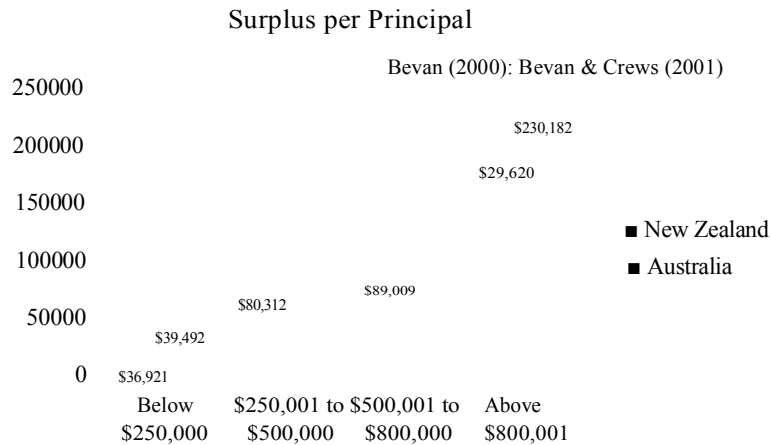 Surplus per Principal
Bevan (2000): Bevan & Crews (2001)
250000
200000
150000
100000
50000
0
$230,182
$29,620
$89,009
$80,312
$39,492
$36,921
■ New Zealand
■ Australia
Below $250,001 to $500,001 to Above
$250,000 $500,000 $800,000 $800,001